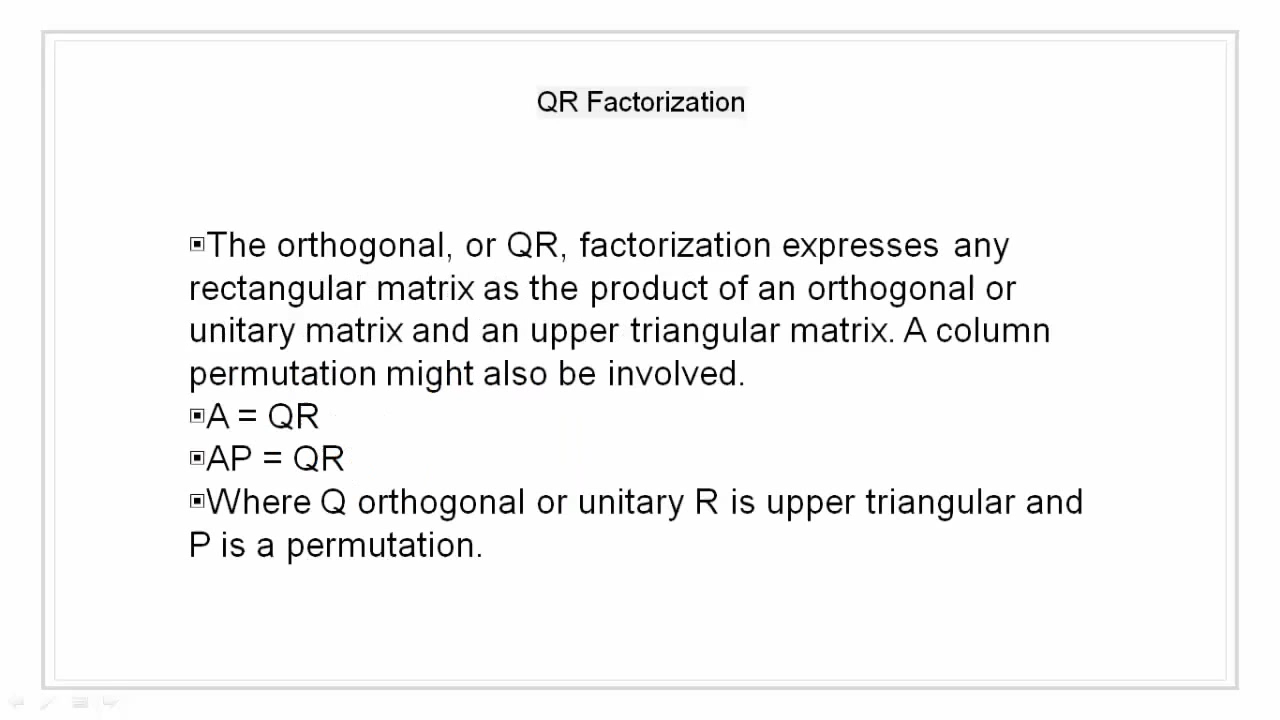 QR Factorization
▣The orthogonal, or QR, factorization expresses any
rectangular matrix as the product of an orthogonal or
unitary matrix and an upper triangular matrix. A column
permutation might also be involved.
▣A = QR
▣AP = QR
▣Where Q orthogonal or unitary R is upper triangular and
P is a permutation.